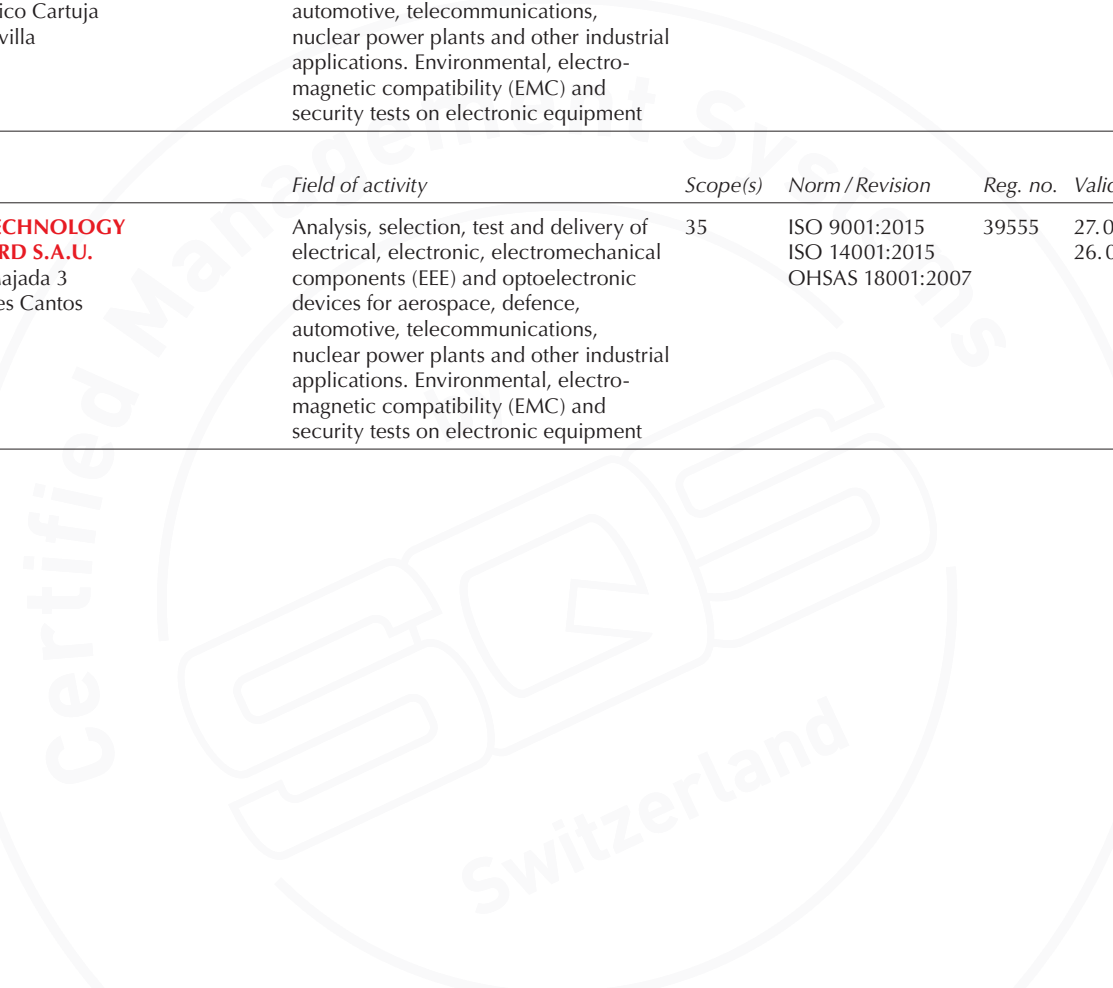 ico Cartuja
villa
automotive, telecommunications,
nuclear power plants and other industrial
applications. Environmental, electro-
magnetic compatibility (EMC) and
security tests on electronic equipment
Field of activity Scope(s) Norm / Revision Reg. no. Valid
ECHNOLOGY Analysis, selection, test and delivery of 35 ISO 9001:2015 39555 27. 0
RD S.A.U. electrical, electronic, electromechanical ISO 14001:2015 26. 0
ajada 3 components (EEE) and optoelectronic OHSAS 18001:2007
es Cantos devices for aerospace, defence,
automotive, telecommunications,
nuclear power plants and other industrial
applications. Environmental, electro-
magnetic compatibility (EMC) and
security tests on electronic equipment
Certified Management Systems
SQS
Switzerland